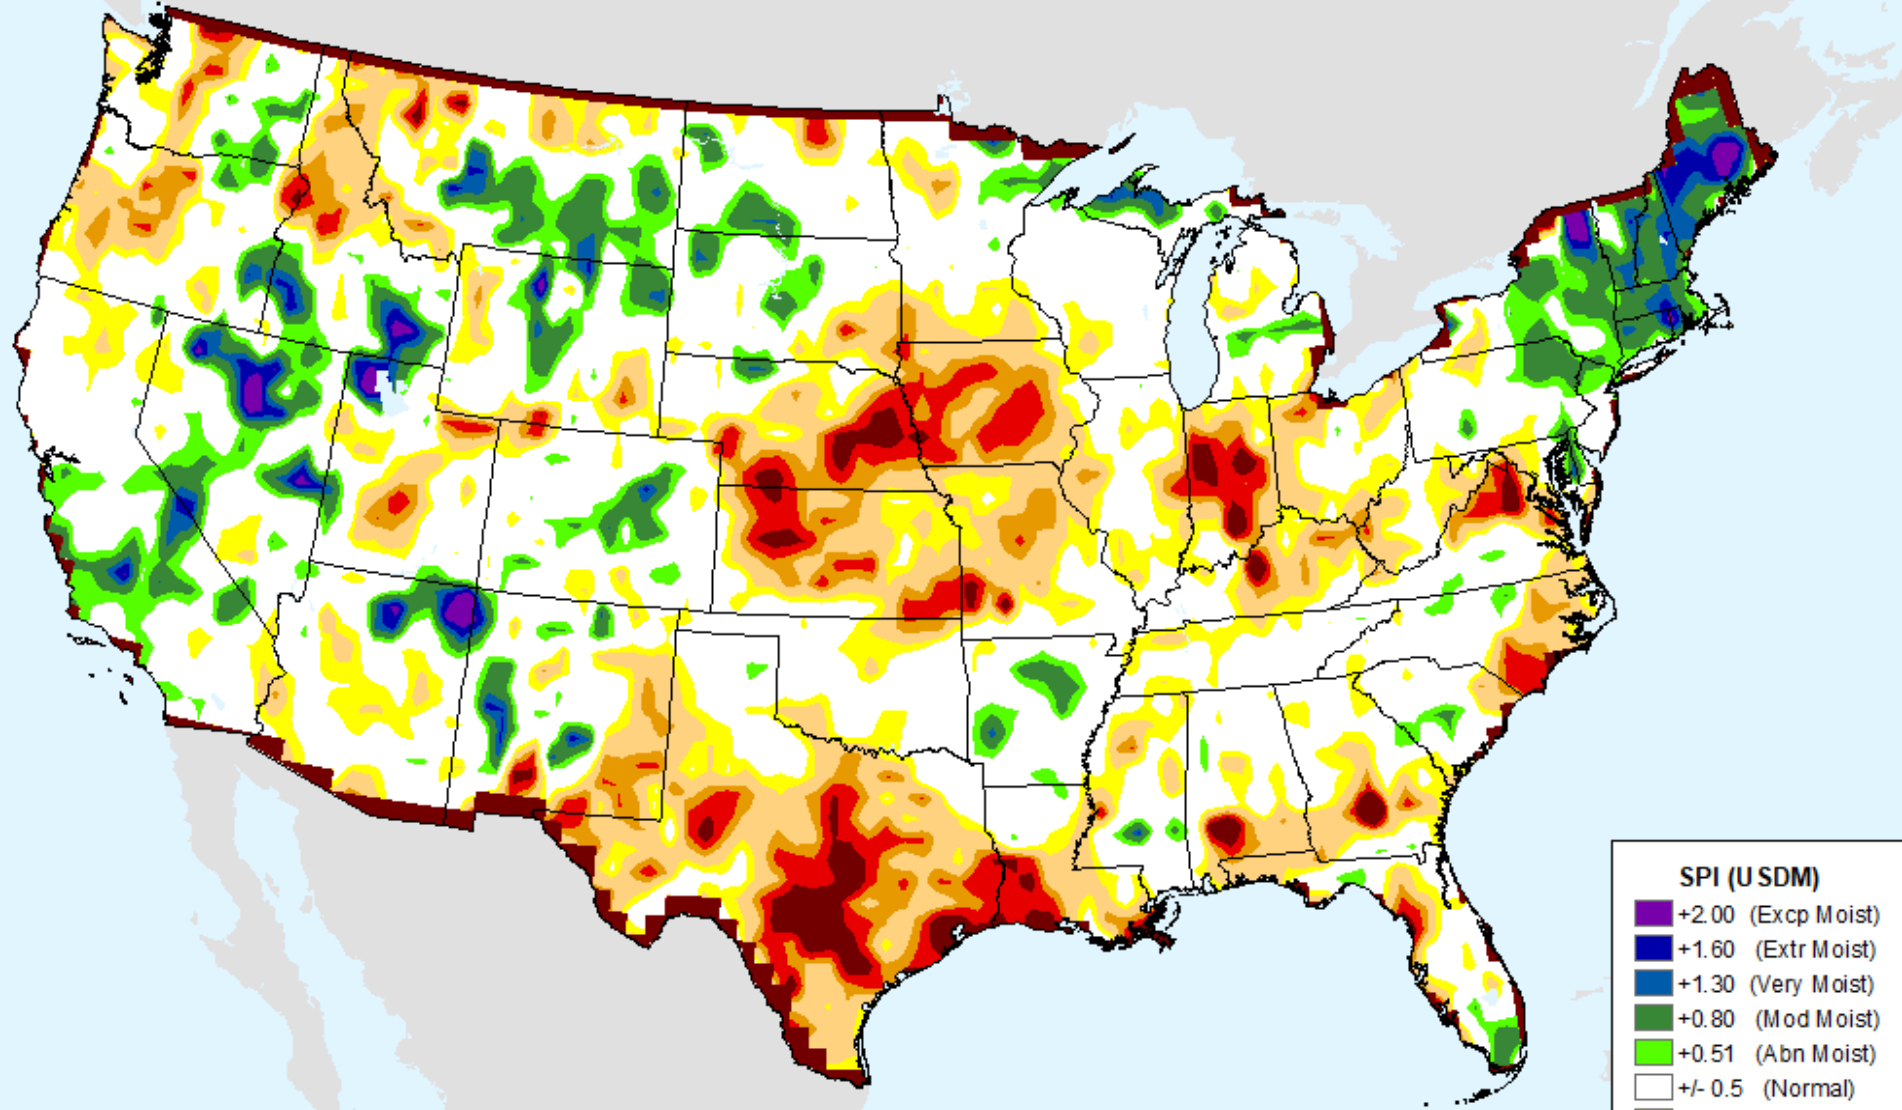 SPI (USDM)
+2.00 (Excp Moist)
+1.60 (Extr Moist)
+1.30 (Very Moist)
+0.80 (Mod Moist)
+0.51 (Abn Moist)
+/- 0.5 (Normal)